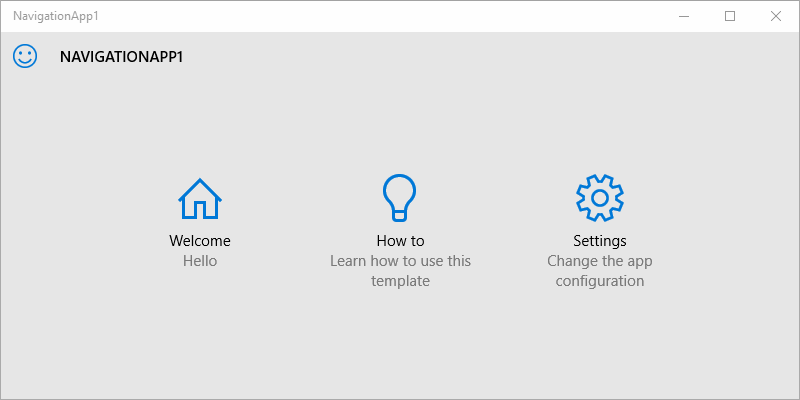 NavigationApp1
NAVIGATIONAPP1
Welcome
Hello
How to
Learn how to use this
template
Settings
Change the app
configuration